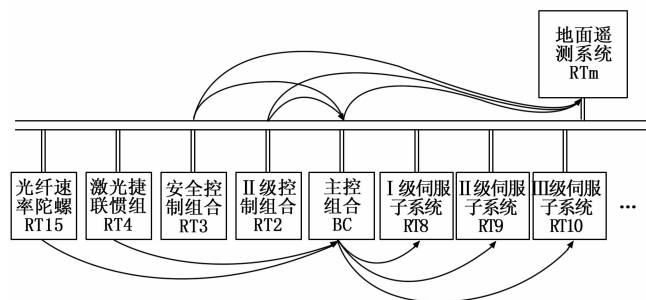 地面遥
测系统
RTm
光纤速
率陀螺
RT15
激光捷
联惯组
RT4
安全控
制组合
RT3
II级控
制组合
RT2
主控
组合
BC
I级伺服
子系统
RT8
II级伺服
子系统
RT9
III级伺服
子系统
RT10
...